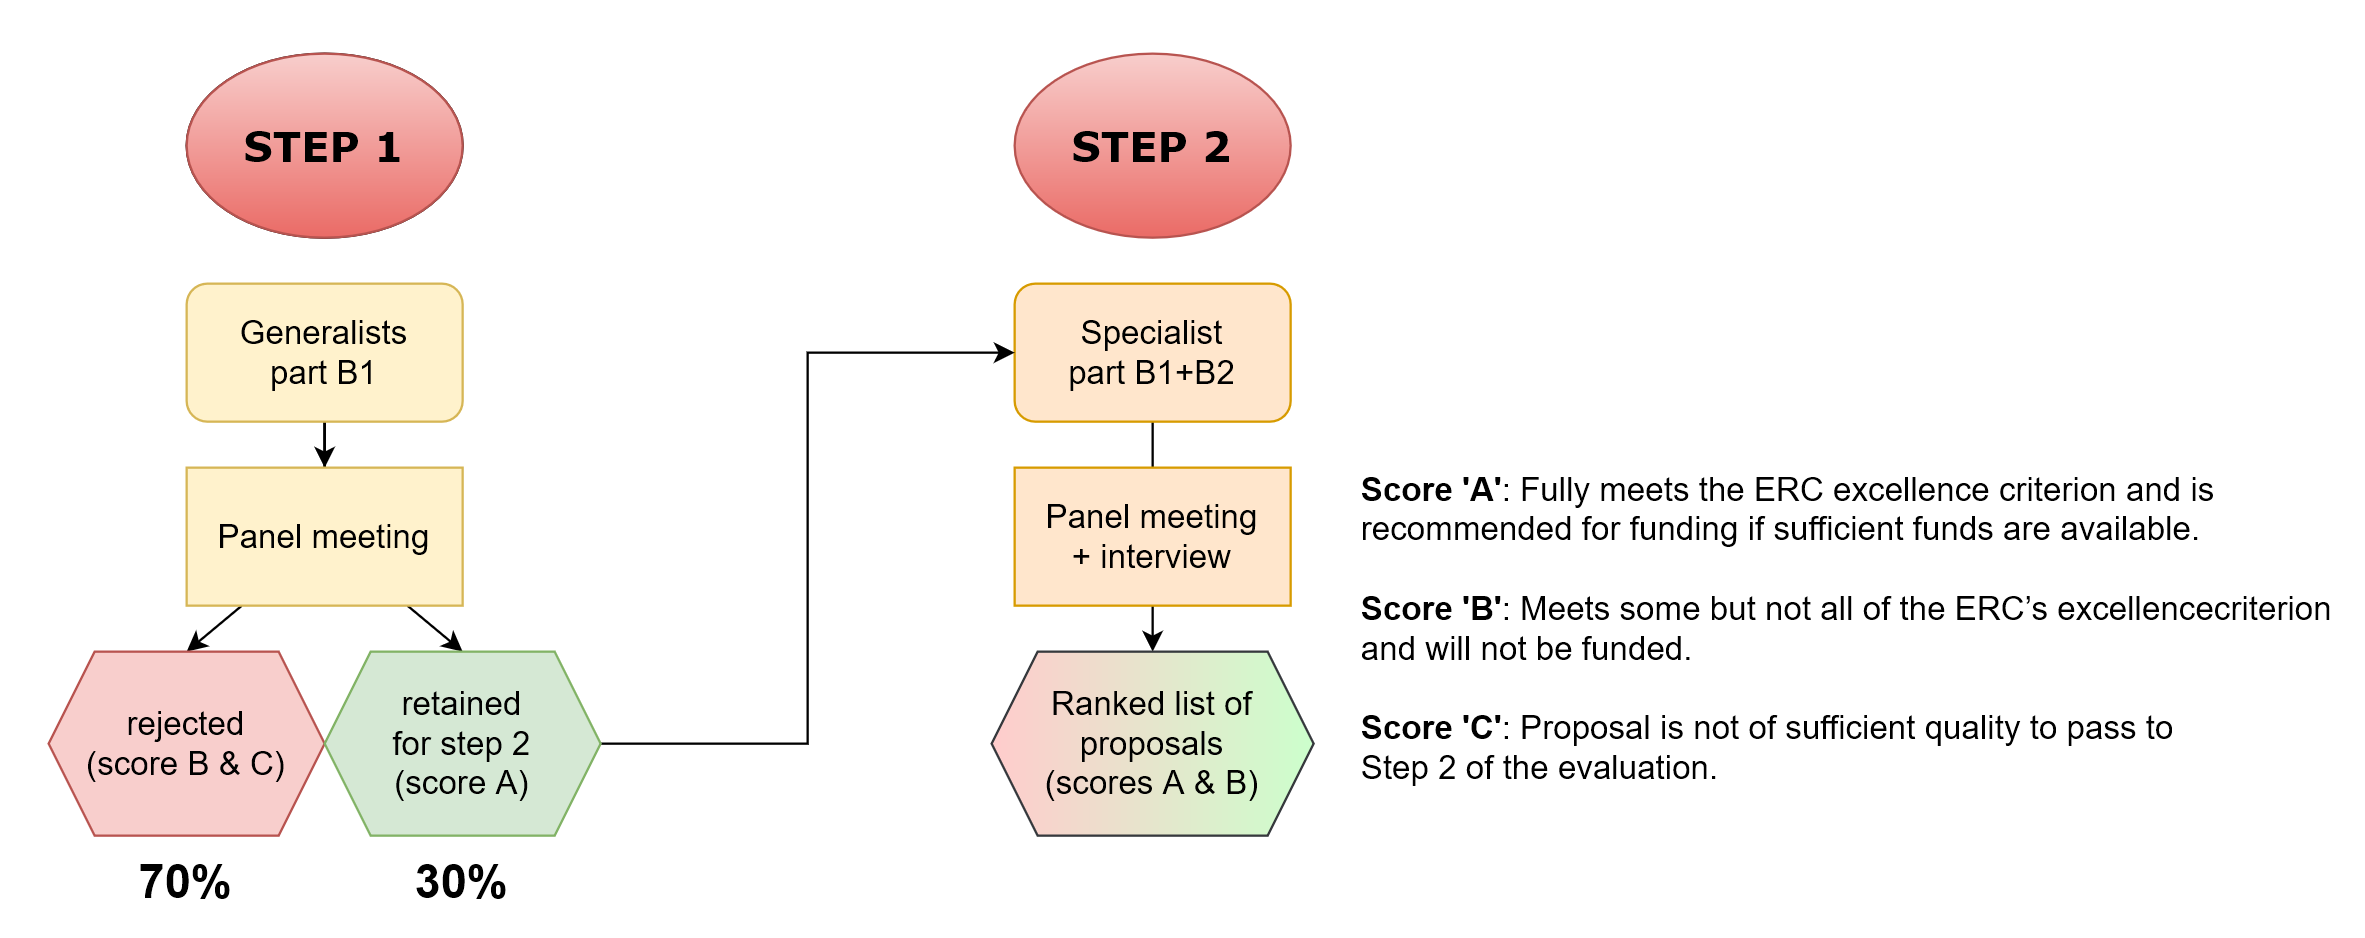 STEP 1
Generalists
part B1
Panel meeting
rejected
(score B & C)
70%
retained
for step 2
(score A)
30%
STEP 2
Specialist
part B1+B2
Panel meeting
+ interview
Ranked list of
proposals
(scores A & B)
Score 'A': Fully meets the ERC excellence criterion and is
recommended for funding if sufficient funds are available.
Score 'B': Meets some but not all of the ERC’s excellencecriterion
and will not be funded.
Score 'C': Proposal is not of sufficient quality to pass to
Step 2 of the evaluation.